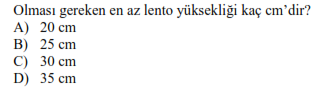 Olması gereken en az lento yüksekliği kaç cm’dir?
A) 20 cm
B) 25 cm
C) 30 cm
D) 35 cm